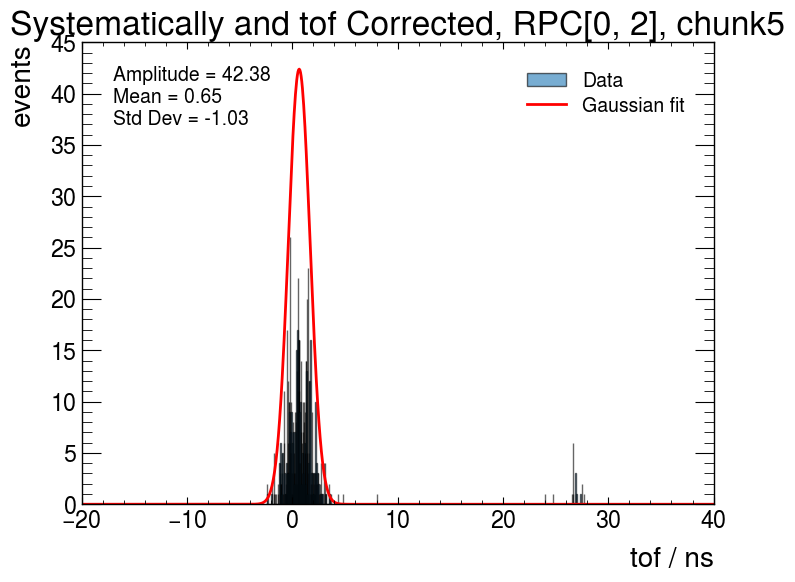 Systematically and tof Corrected, RPC[0, 2], chunk5
events
45
40
35
30
25
20
15
10
5
0
Amplitude = 42.38
Mean = 0.65
Std Dev = -1.03
Data
Gaussian fit
−20
−10
0
10
20
30
40
tof / ns